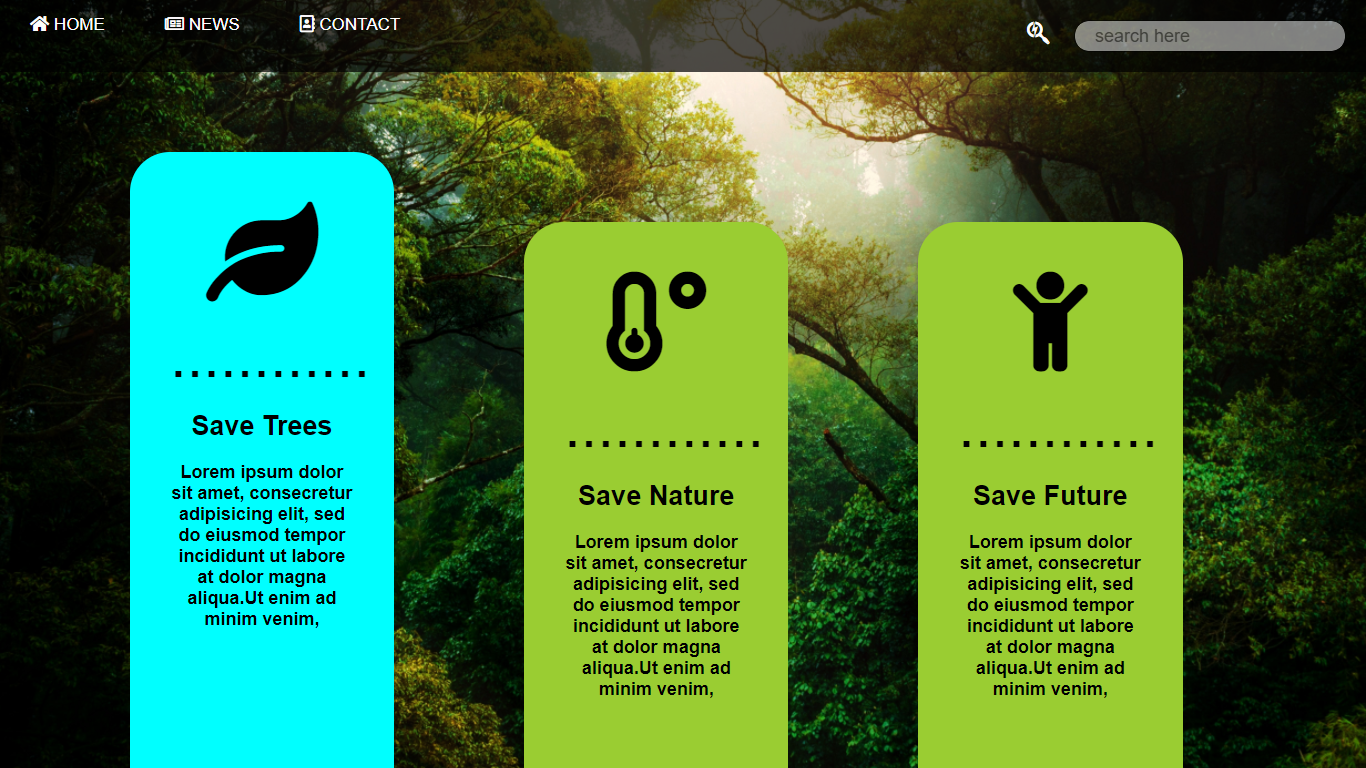 HOME NEWS CONTACT search here
Save Trees
Lorem ipsum dolor
sit amet, consecretur
adipisicing elit, sed
do eiusmod tempor
incididunt ut labore
at dolor magna
aliqua.Ut enim ad
minim venim,
Save Nature
Lorem ipsum dolor
sit amet, consecretur
adipisicing elit, sed
do eiusmod tempor
incididunt ut labore
at dolor magna
aliqua.Ut enim ad
minim venim,
Save Future
Lorem ipsum dolor
sit amet, consecretur
adipisicing elit, sed
do eiusmod tempor
incididunt ut labore
at dolor magna
aliqua.Ut enim ad
minim venim,